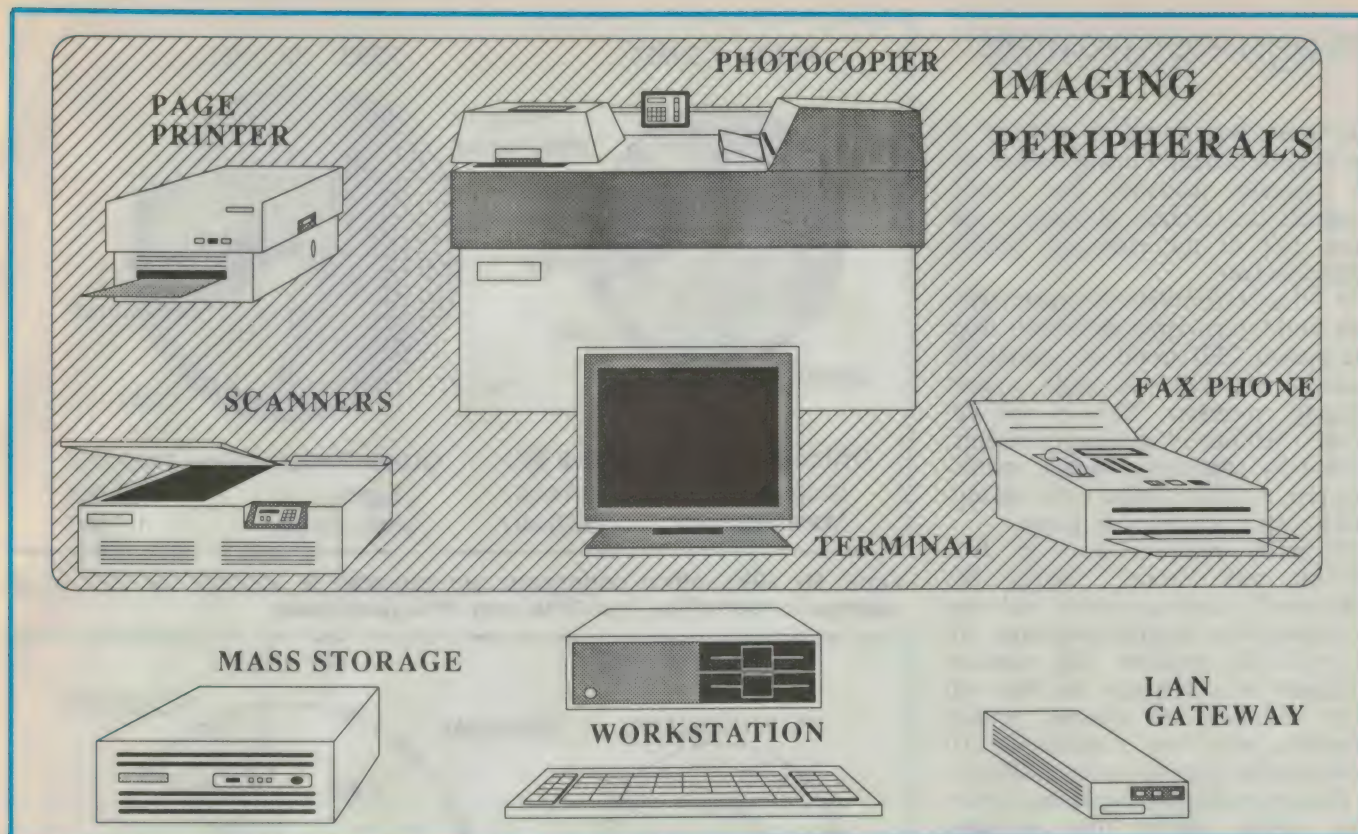 PHOTOCOPIER
IMAGING
PERIPHERALS
PAGE
PRINTER
SCANNERS
FAX PHONE
TERMINAL
MASS STORAGE
WORKSTATION
LAN
GATEWAY